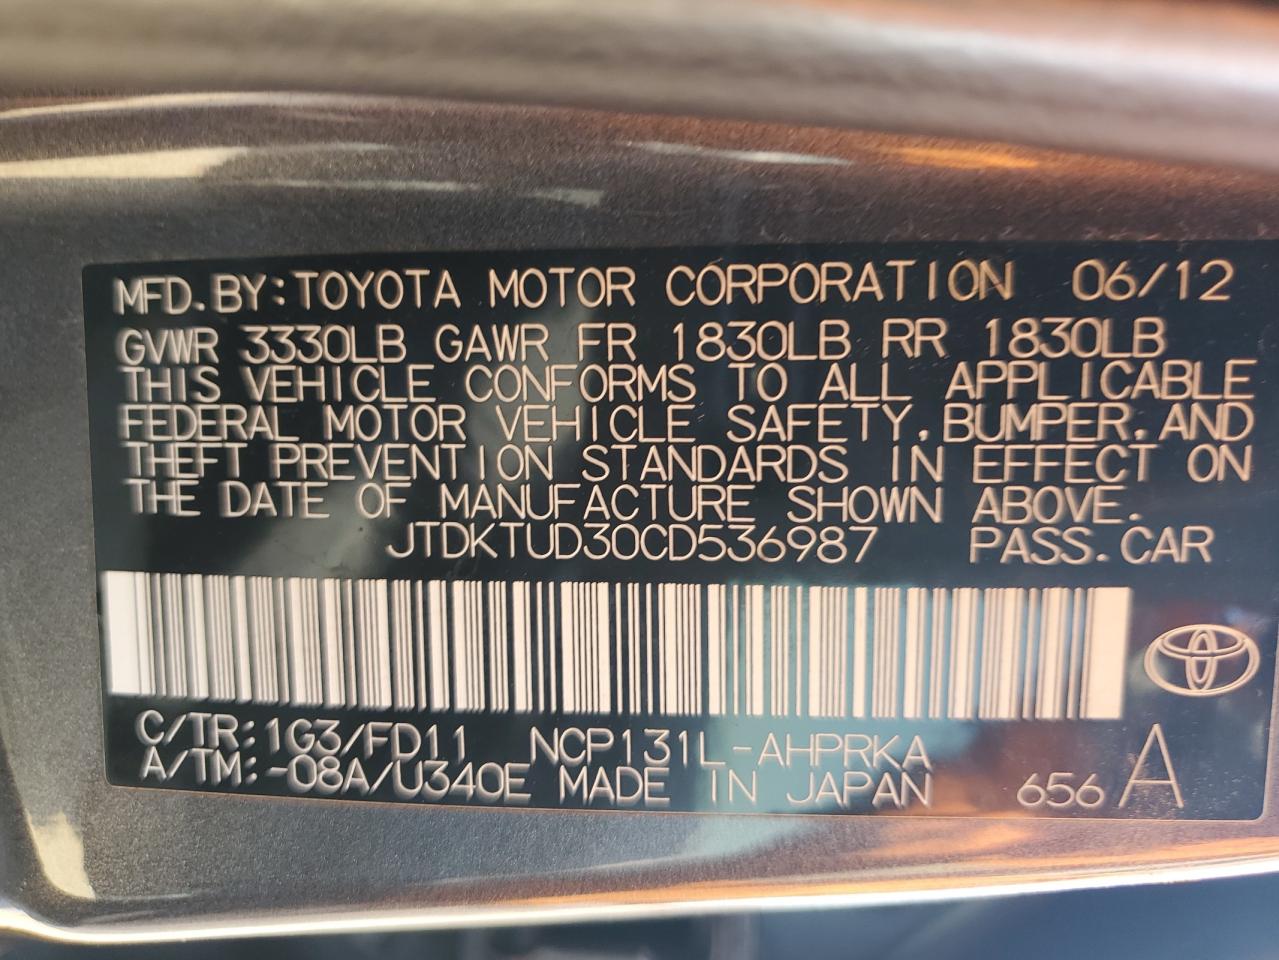 MFD.BY:TOYOTA MOTOR CORPORATION 06/12
GVWR 3330LB GAWR FR 1830LB RR 1830LB
THIS VEHICLE CONFORMS TO ALL APPLICABLE
FEDERAL MOTOR VEHICLE SAFETY,BUMPER,AND
THEFT PREVENTION STANDARDS IN EFFECT ON
THE DATE OF MANUFACTURE SHOWN ABOVE.
JTDKTUD30CD536987 PASS.CAR
C/TR:1G3/FD11 NCP131L-AHPRKA
A/TM:-08A/U340E MADE IN JAPAN 656 A